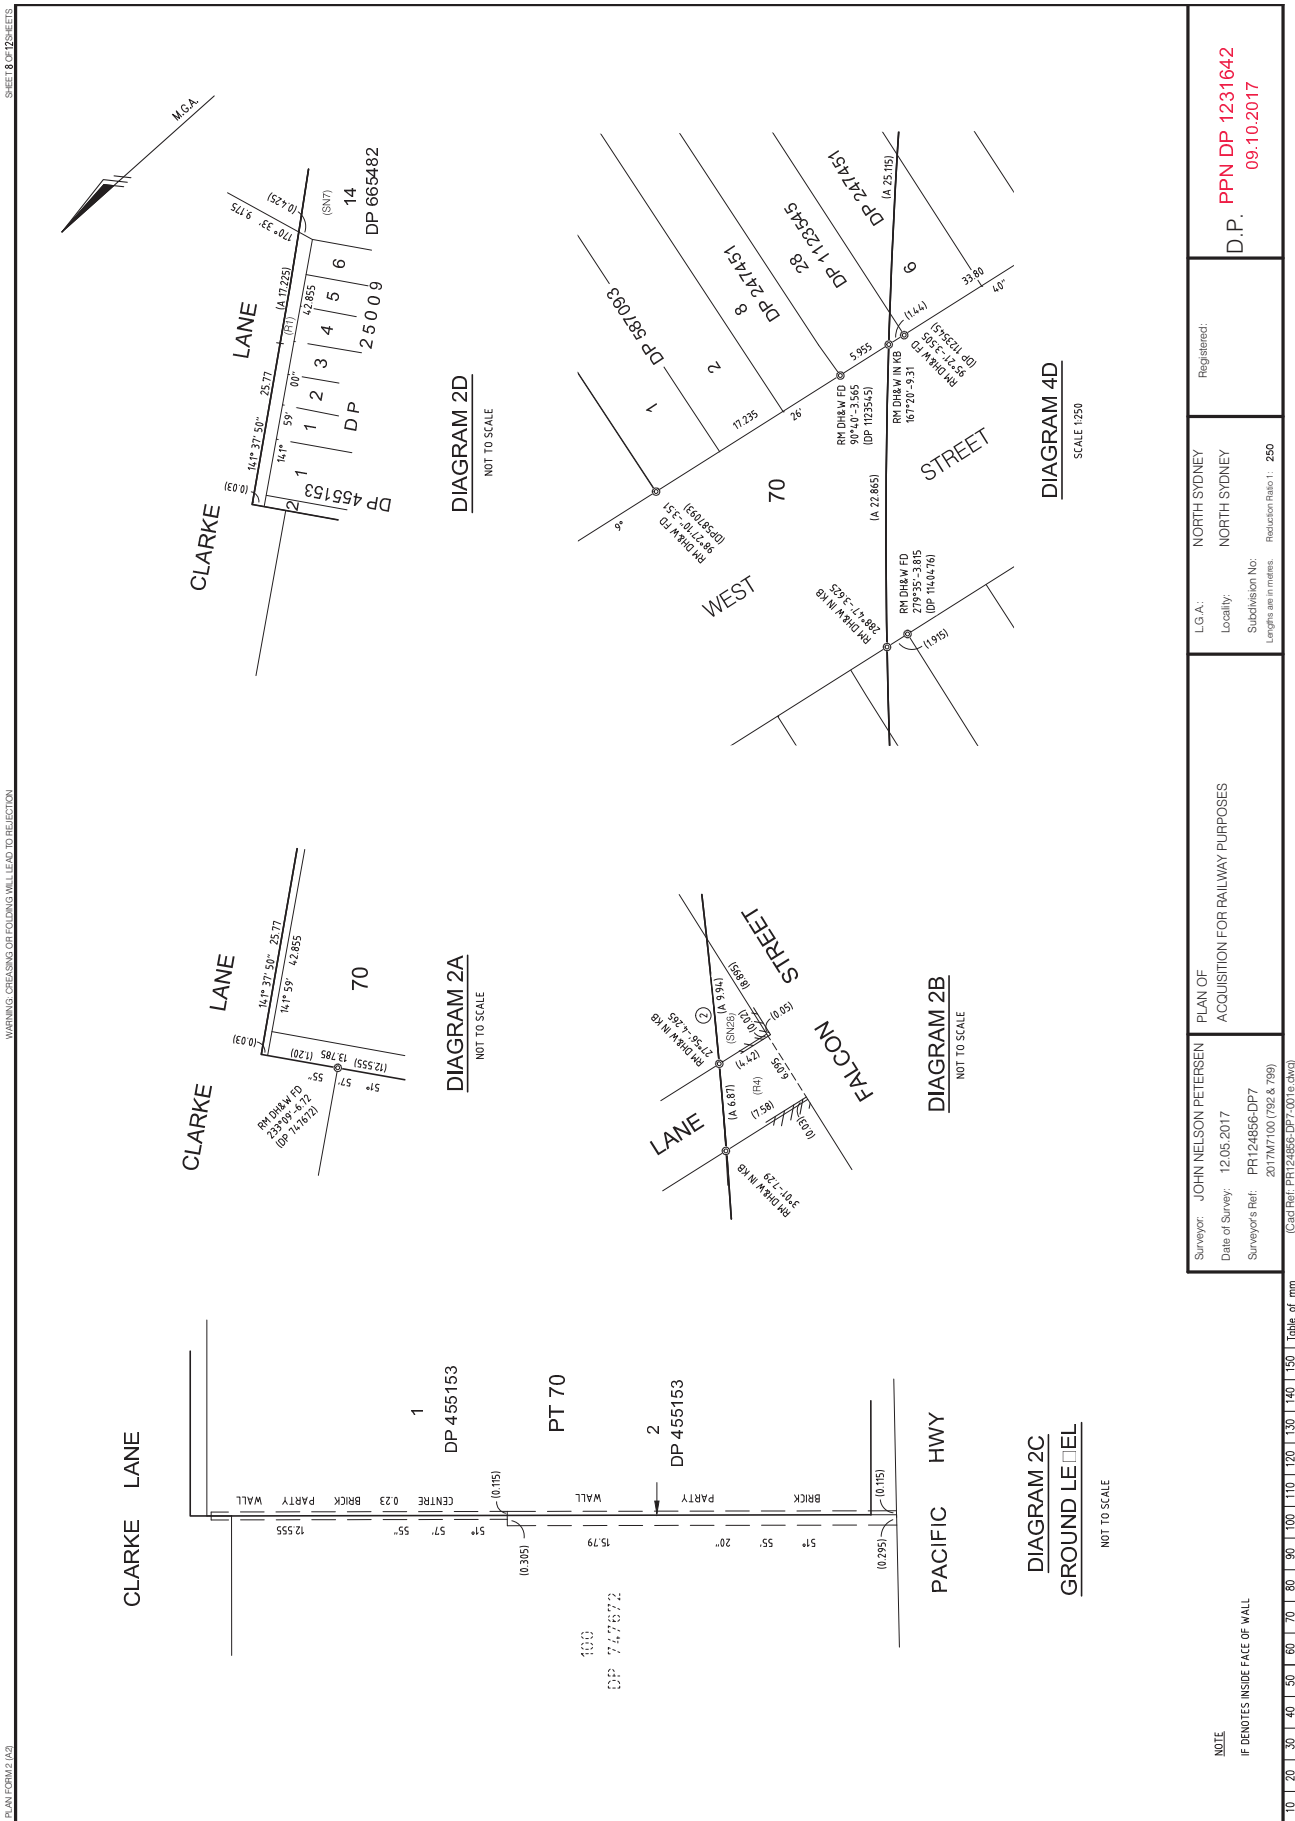 PLAN FORM 2 (A2)
WARNING: CREASING OR FOLDING WILL LEAD TO REJECTION
SHEET 8 OF 12 SHEETS
CLARKE LANE
1
DP 455153
PT 70
2
DP 455153
WALL PARTY BRICK 0.23 CENTRE
51° 57' 55" 12.555
(0.115)
(0.305)
BRICK PARTY WALL
51° 55' 20" 15.79
(0.115)
(0.295)
100
DP 747672
PACIFIC HWY
DIAGRAM 2C
NOT TO SCALE
CLARKE LANE
(0.03)
141° 37' 50" 25.77
141° 59' 42.855
70
RM DH&W FD
233°09'-6.72
(DP 747672)
51° 57' 55"
(12.555)
13.785 (1.20)
DIAGRAM 2A
NOT TO SCALE
LANE
FALCON STREET
RM DH&W IN KB
27°56'-4.265
2
(A 9.94)
(SN28)
(0.02)
(8.895)
(0.05)
(4.42)
6.095
(A 6.87)
(R4)
(7.58)
(0.03)
RM DH&W IN KB
3°01'-7.29
DIAGRAM 2B
NOT TO SCALE
M.G.A.
CLARKE LANE
(0.03)
141° 37' 50" 25.77
(A 17.225)
(R1)
141° 59' 00" 42.855
170° 33' 9.175
(0.425)
(SN7)
14
DP 665482
2
DP 455153
1
1 2 3 4 5 6
DP 25009
DIAGRAM 2D
NOT TO SCALE
1
DP 587093
2
8
DP 247451
28
DP 1123545
DP 247451
6
(A 25.115)
9°
17.235
26'
5.955
(1.44)
33.80
40"
RM DH&W FD
98°27'10"-3.51
(DP587093)
RM DH&W FD
90°40'-3.565
(DP 1123545)
RM DH&W IN KB
167°20'-9.31
RM DH&W FD
95°21'-3.505
(DP 1123545)
70
WEST STREET
(A 22.865)
RM DH&W IN KB
288°47'-3.625
RM DH&W FD
279°35'-3.815
(DP 1140476)
(1.915)
DIAGRAM 4D
SCALE 1:250
NOTE
IF DENOTES INSIDE FACE OF WALL
Surveyor: JOHN NELSON PETERSEN
Date of Survey: 12.05.2017
Surveyor's Ref: PR124856-DP7
2017M7100 (792 & 799)
PLAN OF
ACQUISITION FOR RAILWAY PURPOSES
L.G.A.: NORTH SYDNEY
Locality: NORTH SYDNEY
Subdivision No:
Lengths are in metres. Reduction Ratio 1: 250
Registered:
D.P. PPN DP 1231642
09.10.2017
10 20 30 40 50 60 70 80 90 100 110 120 130 140 150 Table of mm
(Cad Ref: PR124856-DP7-001e.dwg)